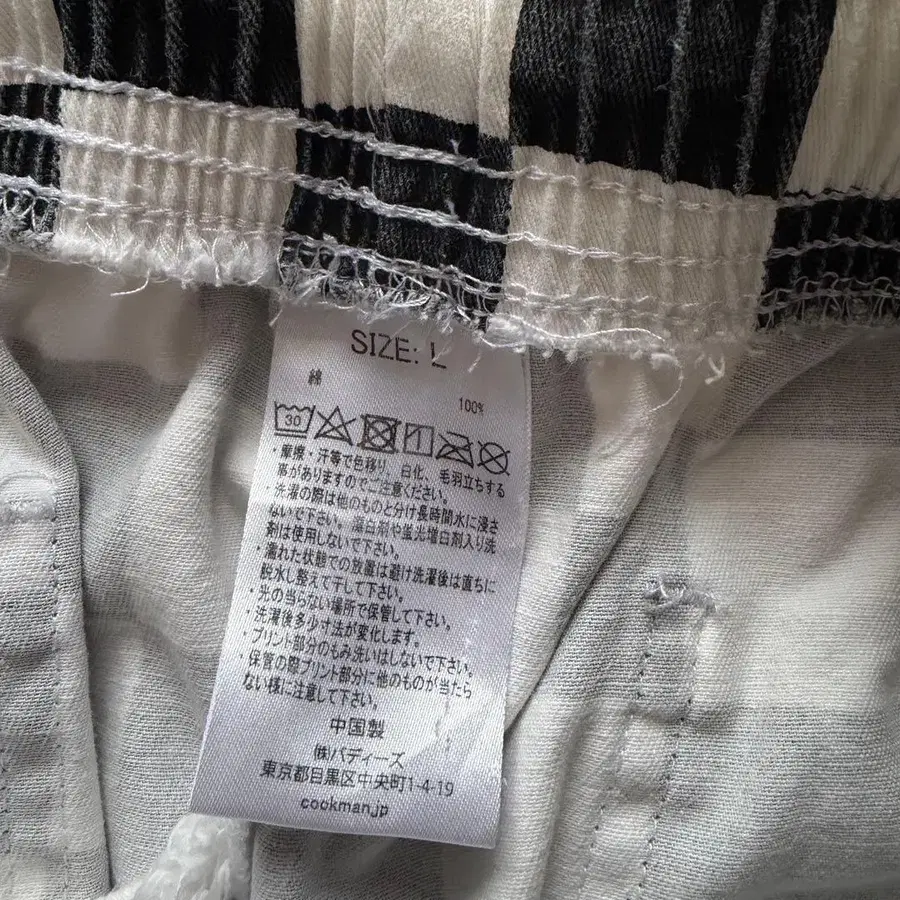 SIZE: L
綿
100%
30
・摩擦・汗等で色移り、白化、毛羽立ちする
事がありますのでご注意ください。
・洗濯の際は他のものと分け長時間水に浸さ
ないで下さい。漂白剤や蛍光増白剤入り洗
剤は使用しないで下さい。
・濡れた状態での放置は避け洗濯後は直ちに
脱水し整えて干して下さい。
・光の当らない場所で保管して下さい。
・洗濯後多少寸法が変化します。
・プリント部分のもみ洗いはしないで下さい。
・保管の際プリント部分に他のものが当たら
ない様に注意して下さい。
中国製
㈱バディーズ
東京都目黒区中央町1-4-19
cookman.jp